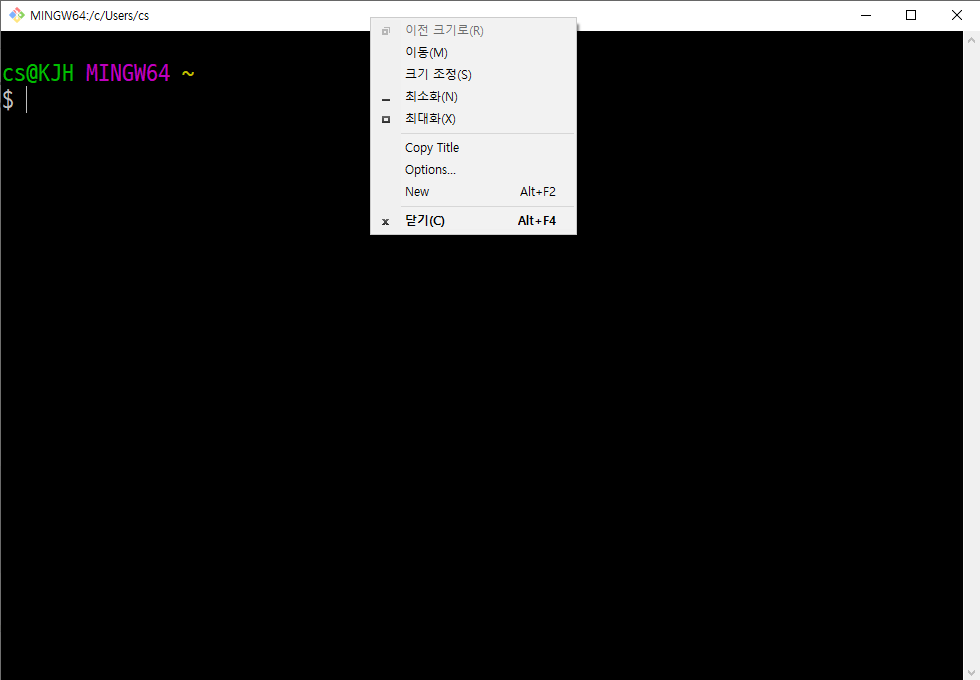 MINGW64:/c/Users/cs
cs@KJH MINGW64 ~
$
이전 크기로(R)
이동(M)
크기 조정(S)
최소화(N)
최대화(X)
Copy Title
Options...
New Alt+F2
닫기(C) Alt+F4